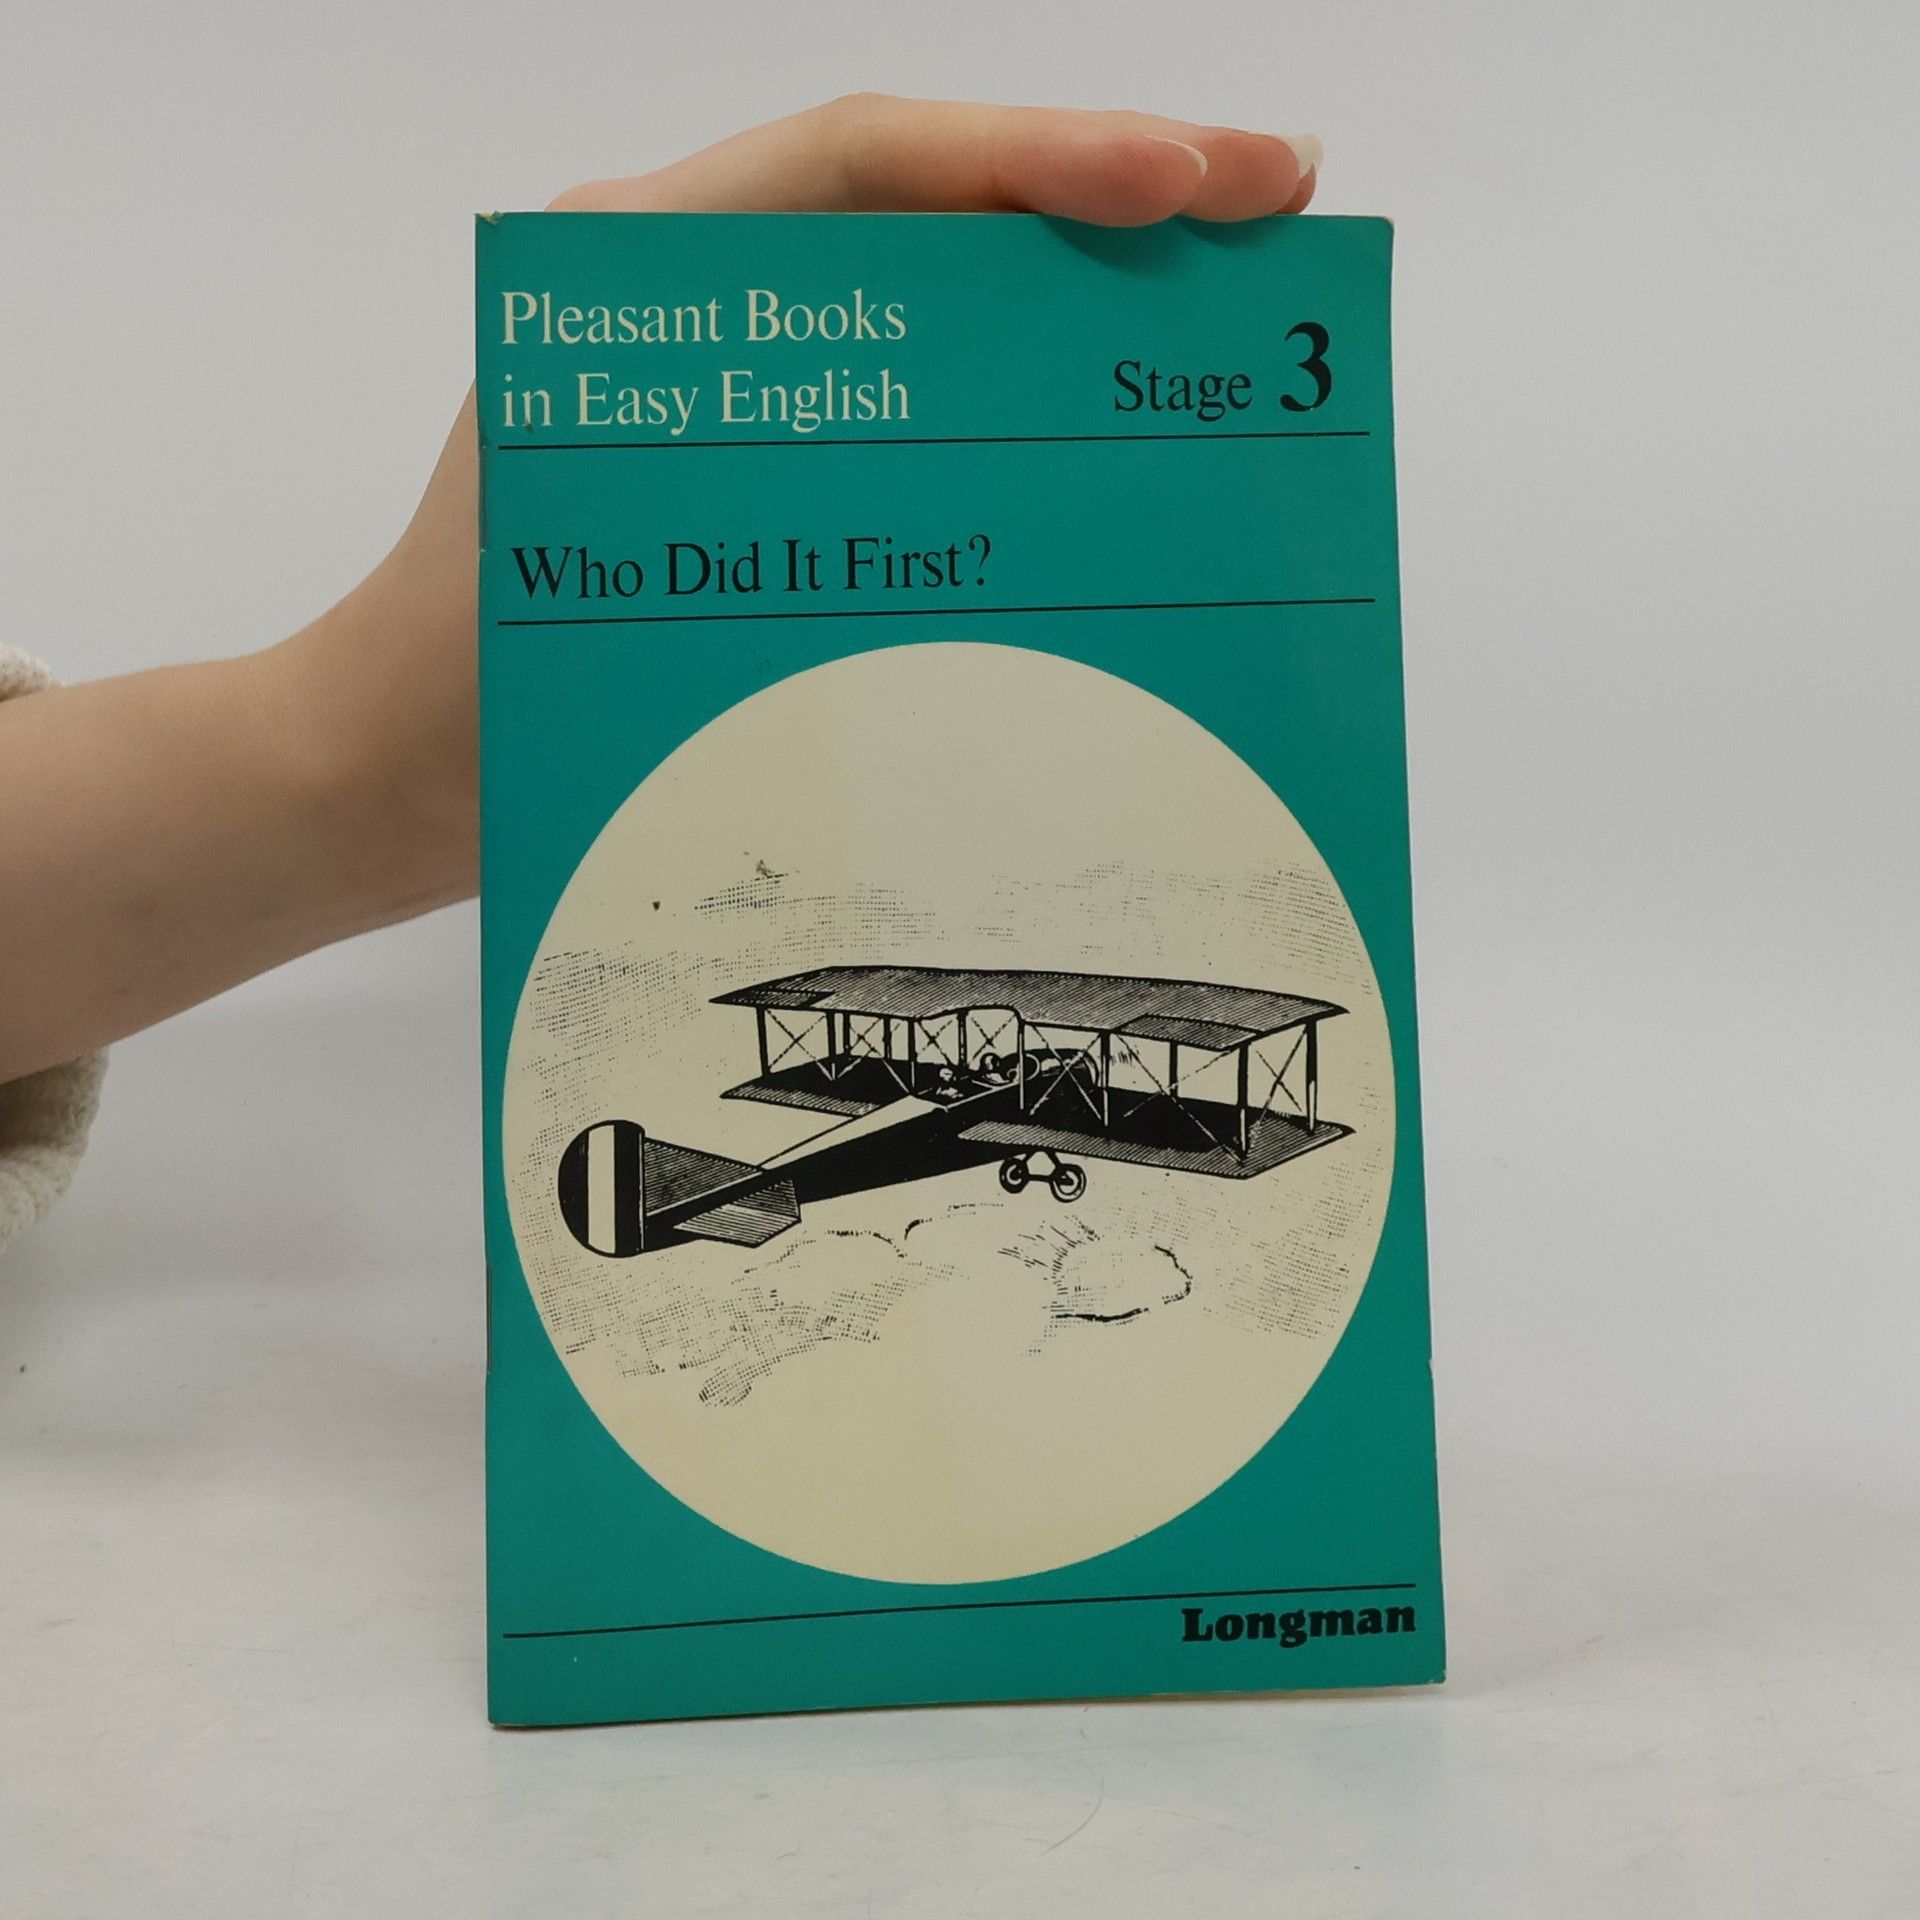 Pleasant Books
in Easy English
Stage 3
Who Did It First?
Longman